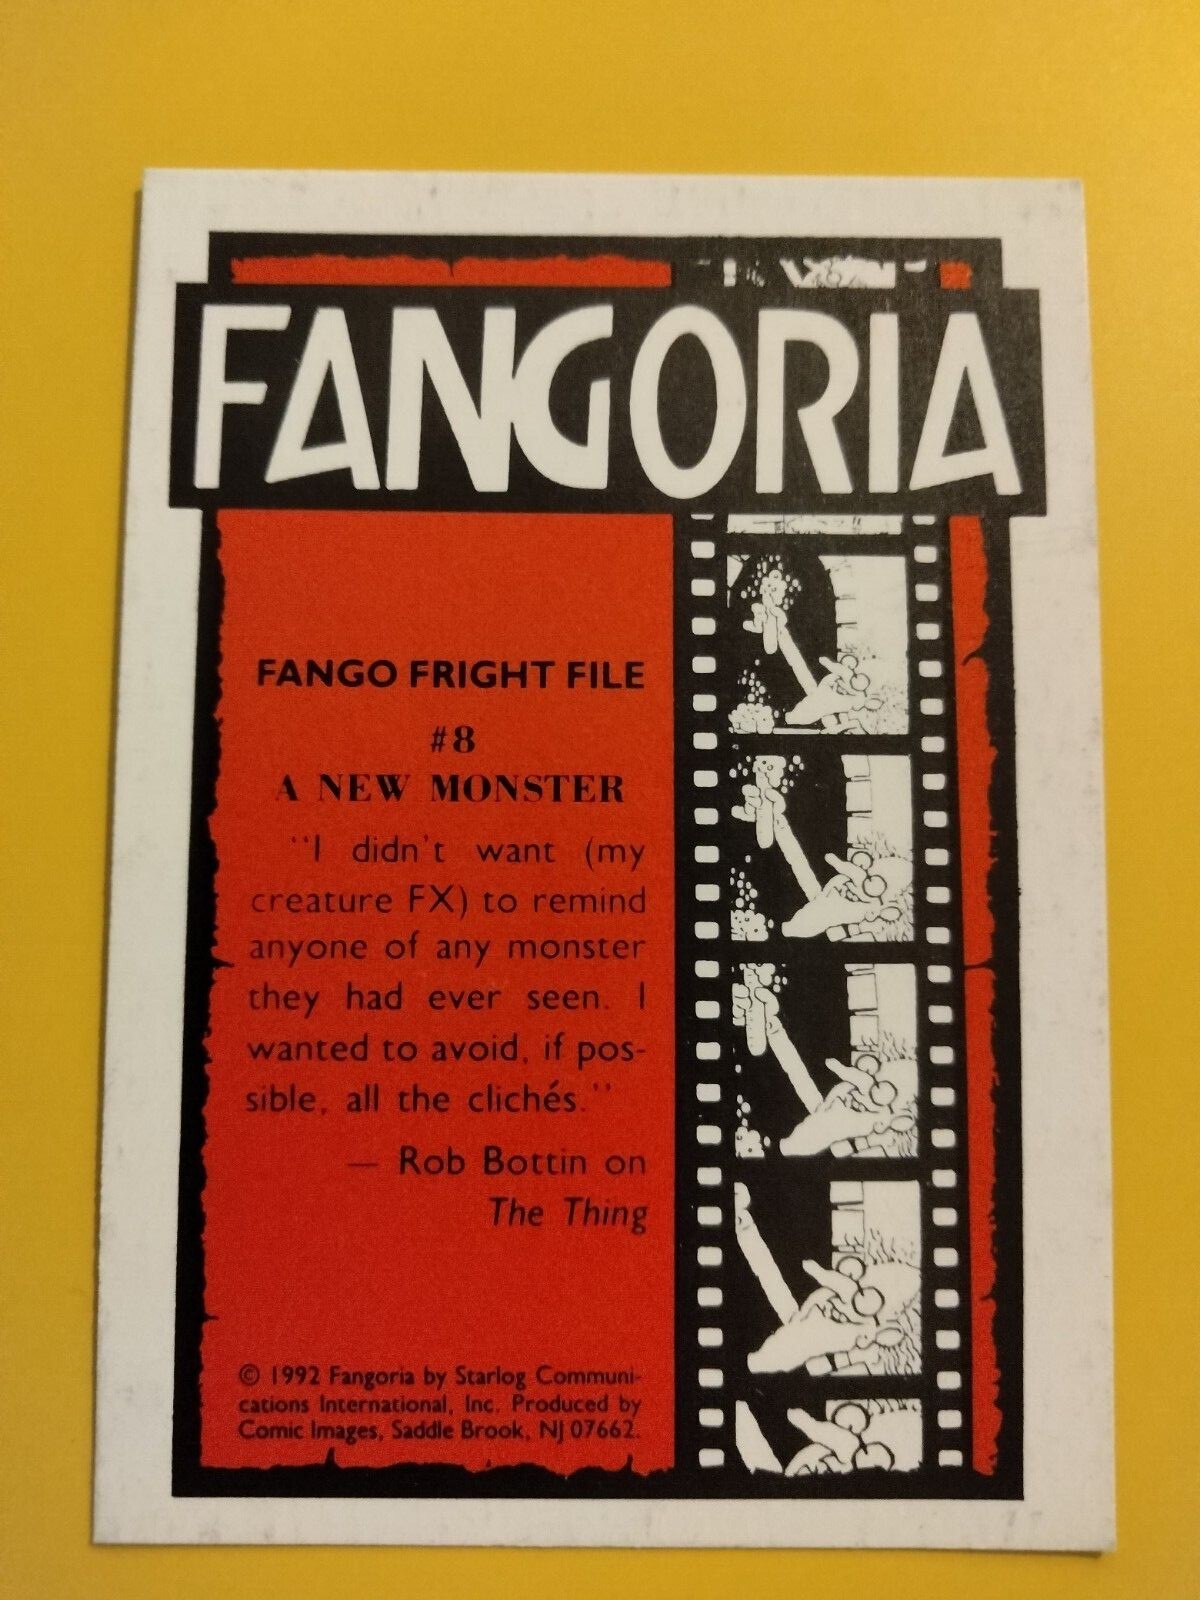 FANGORIA
FANGO FRIGHT FILE
#8
A NEW MONSTER
"I didn't want (my
creature FX) to remind
anyone of any monster
they had ever seen. I
wanted to avoid, if pos-
sible, all the clichés."
— Rob Bottin on
The Thing
© 1992 Fangoria by Starlog Communi-
cations International, Inc. Produced by
Comic Images, Saddle Brook, NJ 07662.